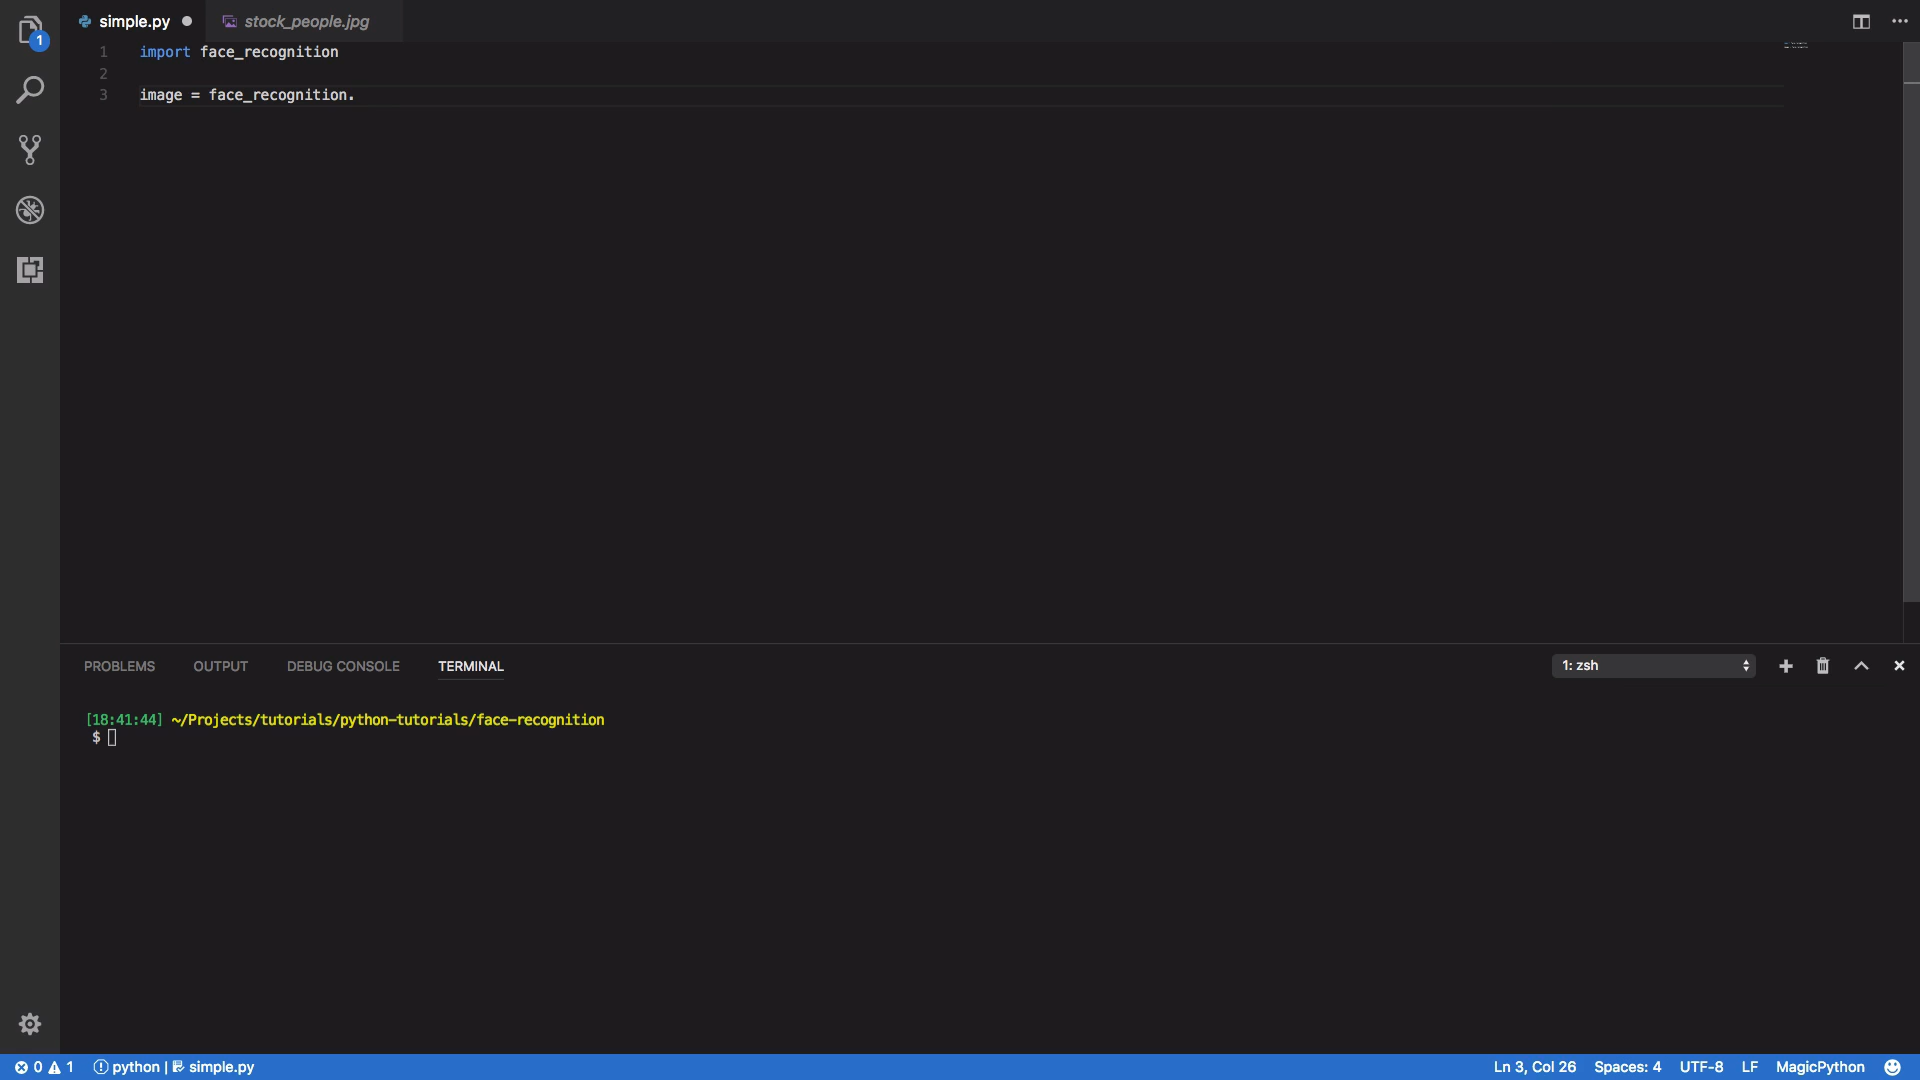 simple.py
stock_people.jpg
1
1 import face_recognition
2
3 image = face_recognition.
PROBLEMS OUTPUT DEBUG CONSOLE TERMINAL 1: zsh
[18:41:44] ~/Projects/tutorials/python-tutorials/face-recognition
$
0 1 python | simple.py Ln 3, Col 26 Spaces: 4 UTF-8 LF MagicPython